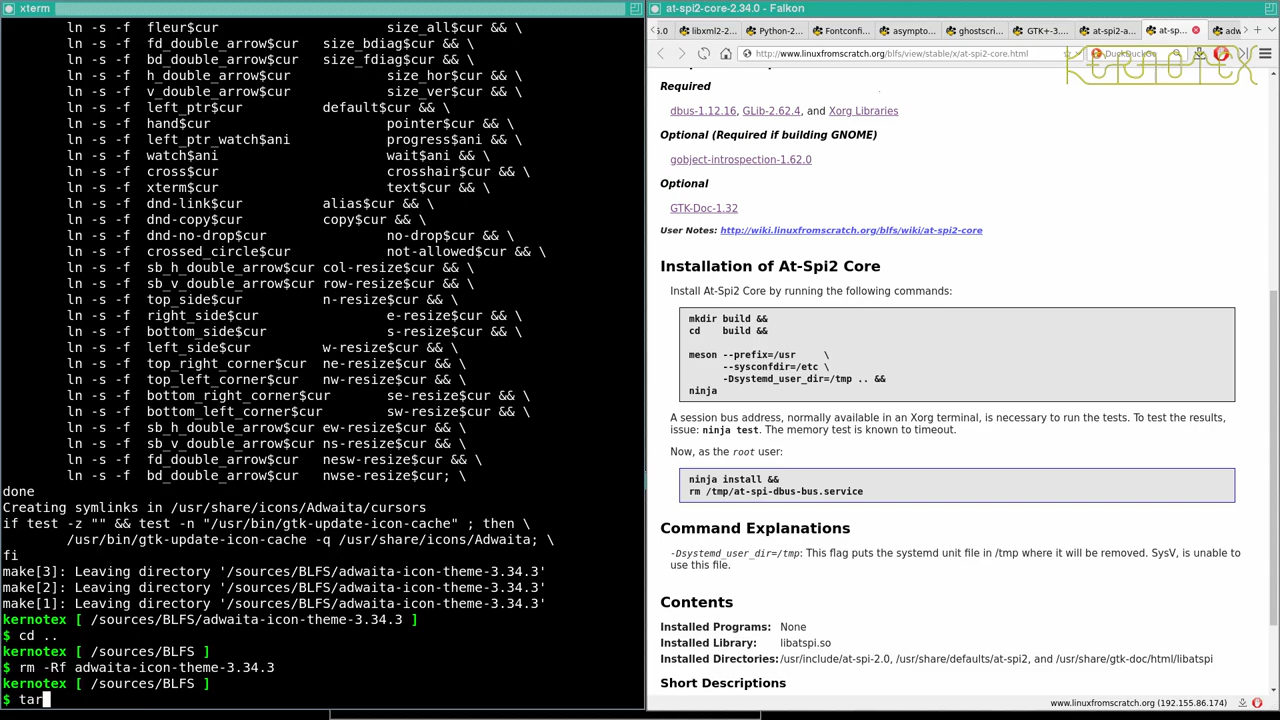 xterm
ln -s -f  fleur$cur size_all$cur && \
ln -s -f  fd_double_arrow$cur size_bdiag$cur && \
ln -s -f  bd_double_arrow$cur size_fdiag$cur && \
ln -s -f  h_double_arrow$cur size_hor$cur && \
ln -s -f  v_double_arrow$cur size_ver$cur && \
ln -s -f  left_ptr$cur default$cur && \
ln -s -f  hand$cur pointer$cur && \
ln -s -f  left_ptr_watch$ani progress$ani && \
ln -s -f  watch$ani wait$ani && \
ln -s -f  cross$cur crosshair$cur && \
ln -s -f  xterm$cur text$cur && \
ln -s -f  dnd-link$cur alias$cur && \
ln -s -f  dnd-copy$cur copy$cur && \
ln -s -f  dnd-no-drop$cur no-drop$cur && \
ln -s -f  crossed_circle$cur not-allowed$cur && \
ln -s -f  sb_h_double_arrow$cur col-resize$cur && \
ln -s -f  sb_v_double_arrow$cur row-resize$cur && \
ln -s -f  top_side$cur n-resize$cur && \
ln -s -f  right_side$cur e-resize$cur && \
ln -s -f  bottom_side$cur s-resize$cur && \
ln -s -f  left_side$cur w-resize$cur && \
ln -s -f  top_right_corner$cur ne-resize$cur && \
ln -s -f  top_left_corner$cur nw-resize$cur && \
ln -s -f  bottom_right_corner$cur se-resize$cur && \
ln -s -f  bottom_left_corner$cur sw-resize$cur && \
ln -s -f  sb_h_double_arrow$cur ew-resize$cur && \
ln -s -f  sb_v_double_arrow$cur ns-resize$cur && \
ln -s -f  fd_double_arrow$cur nesw-resize$cur && \
ln -s -f  bd_double_arrow$cur nwse-resize$cur; \
done
Creating symlinks in /usr/share/icons/Adwaita/cursors
if test -z "" && test -n "/usr/bin/gtk-update-icon-cache" ; then \
/usr/bin/gtk-update-icon-cache -q /usr/share/icons/Adwaita; \
fi
make[3]: Leaving directory '/sources/BLFS/adwaita-icon-theme-3.34.3'
make[2]: Leaving directory '/sources/BLFS/adwaita-icon-theme-3.34.3'
make[1]: Leaving directory '/sources/BLFS/adwaita-icon-theme-3.34.3'
kernotex [ /sources/BLFS/adwaita-icon-theme-3.34.3 ]
$ cd ..
kernotex [ /sources/BLFS ]
$ rm -Rf adwaita-icon-theme-3.34.3
kernotex [ /sources/BLFS ]
$ tar
at-spi2-core-2.34.0 - Falkon
5.0 libxml2-2... Python-2... Fontconfi... asympto... ghostscri... GTK+-3.... at-spi2-a... at-sp... adw
http://www.linuxfromscratch.org/blfs/view/stable/x/at-spi2-core.html DuckDuckGo
KERNOTEX
Required
dbus-1.12.16, GLib-2.62.4, and Xorg Libraries
Optional (Required if building GNOME)
gobject-introspection-1.62.0
Optional
GTK-Doc-1.32
User Notes: http://wiki.linuxfromscratch.org/blfs/wiki/at-spi2-core
Installation of At-Spi2 Core
Install At-Spi2 Core by running the following commands:
mkdir build &&
cd    build &&
meson --prefix=/usr     \
--sysconfdir=/etc \
-Dsystemd_user_dir=/tmp .. &&
ninja
A session bus address, normally available in an Xorg terminal, is necessary to run the tests. To test the results,
issue: ninja test. The memory test is known to timeout.
Now, as the root user:
ninja install &&
rm /tmp/at-spi-dbus-bus.service
Command Explanations
-Dsystemd_user_dir=/tmp: This flag puts the systemd unit file in /tmp where it will be removed. SysV, is unable to
use this file.
Contents
Installed Programs: None
Installed Library: libatspi.so
Installed Directories: /usr/include/at-spi-2.0, /usr/share/defaults/at-spi2, and /usr/share/gtk-doc/html/libatspi
Short Descriptions
www.linuxfromscratch.org (192.155.86.174)